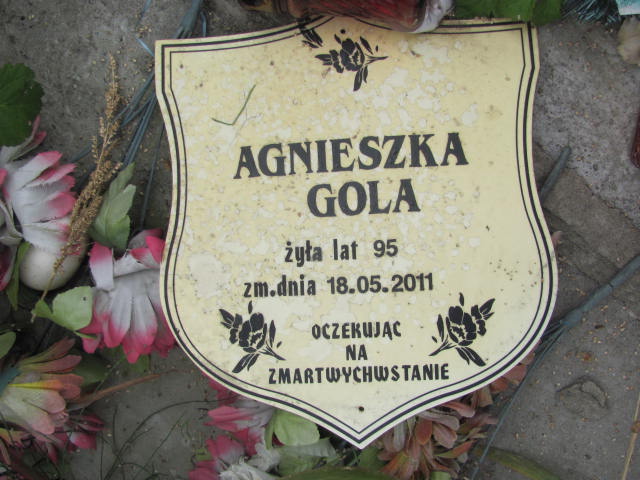 AGNIESZKA
GOLA
żyła lat 95
zm.dnia 18.05.2011
OCZEKUJĄC
NA
ZMARTWYCHWSTANIE